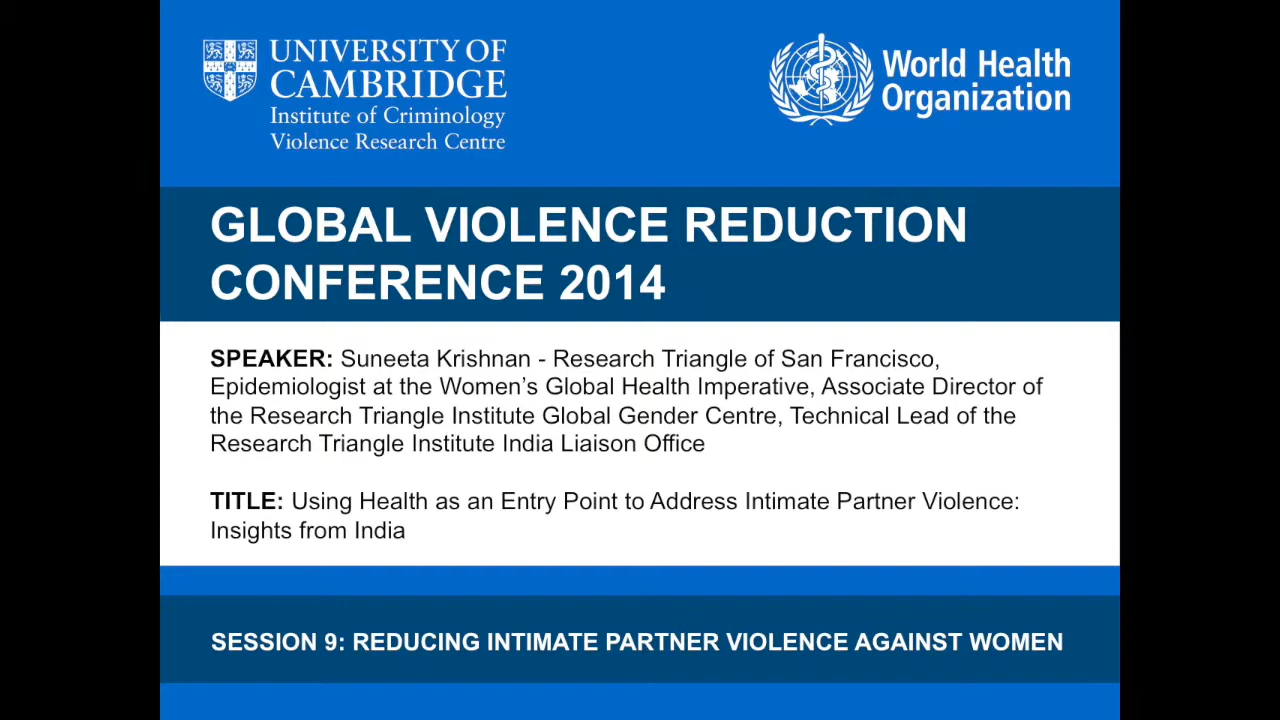 UNIVERSITY OF
CAMBRIDGE
Institute of Criminology
Violence Research Centre
World Health
Organization
GLOBAL VIOLENCE REDUCTION
CONFERENCE 2014
SPEAKER: Suneeta Krishnan - Research Triangle of San Francisco,
Epidemiologist at the Women’s Global Health Imperative, Associate Director of
the Research Triangle Institute Global Gender Centre, Technical Lead of the
Research Triangle Institute India Liaison Office
TITLE: Using Health as an Entry Point to Address Intimate Partner Violence:
Insights from India
SESSION 9: REDUCING INTIMATE PARTNER VIOLENCE AGAINST WOMEN